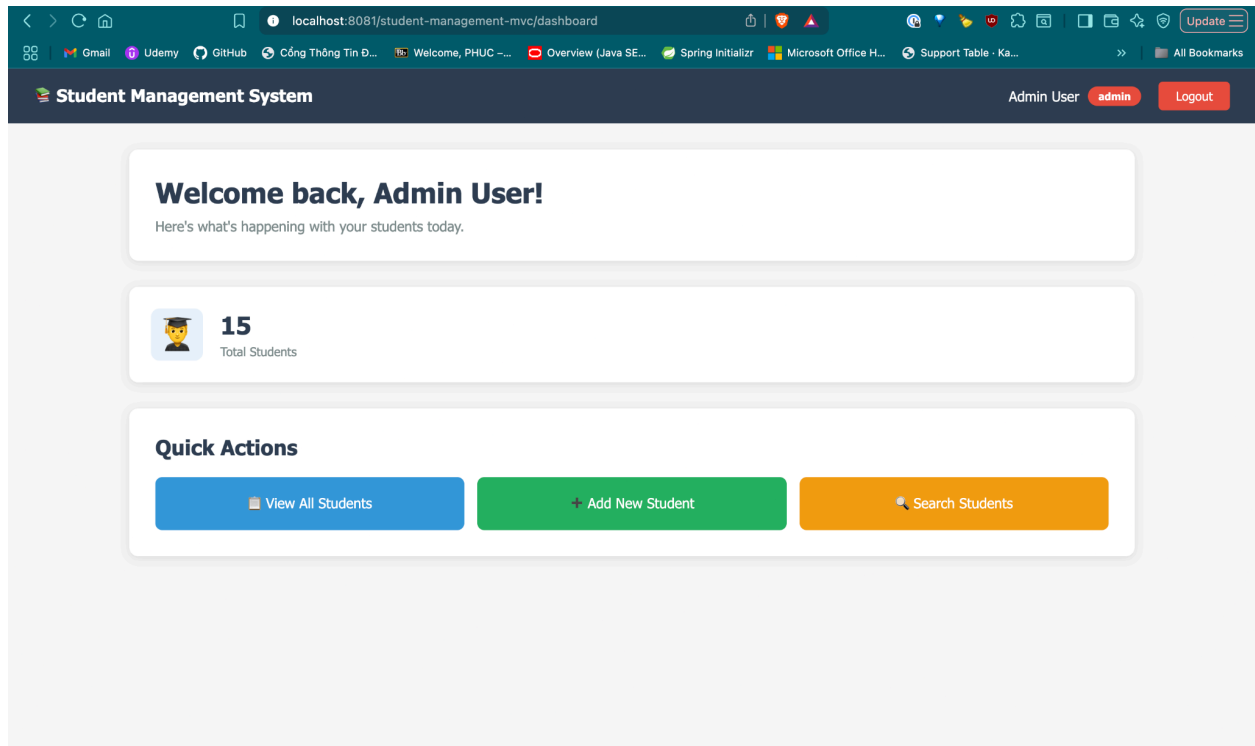 localhost:8081/student-management-mvc/dashboard
Update
Gmail
Udemy
GitHub
Cổng Thông Tin Đ...
Welcome, PHUC –...
Overview (Java SE...
Spring Initializr
Microsoft Office H...
Support Table · Ka...
»
All Bookmarks
Student Management System
Admin User
admin
Logout
Welcome back, Admin User!
Here's what's happening with your students today.
15
Total Students
Quick Actions
View All Students
Add New Student
Search Students